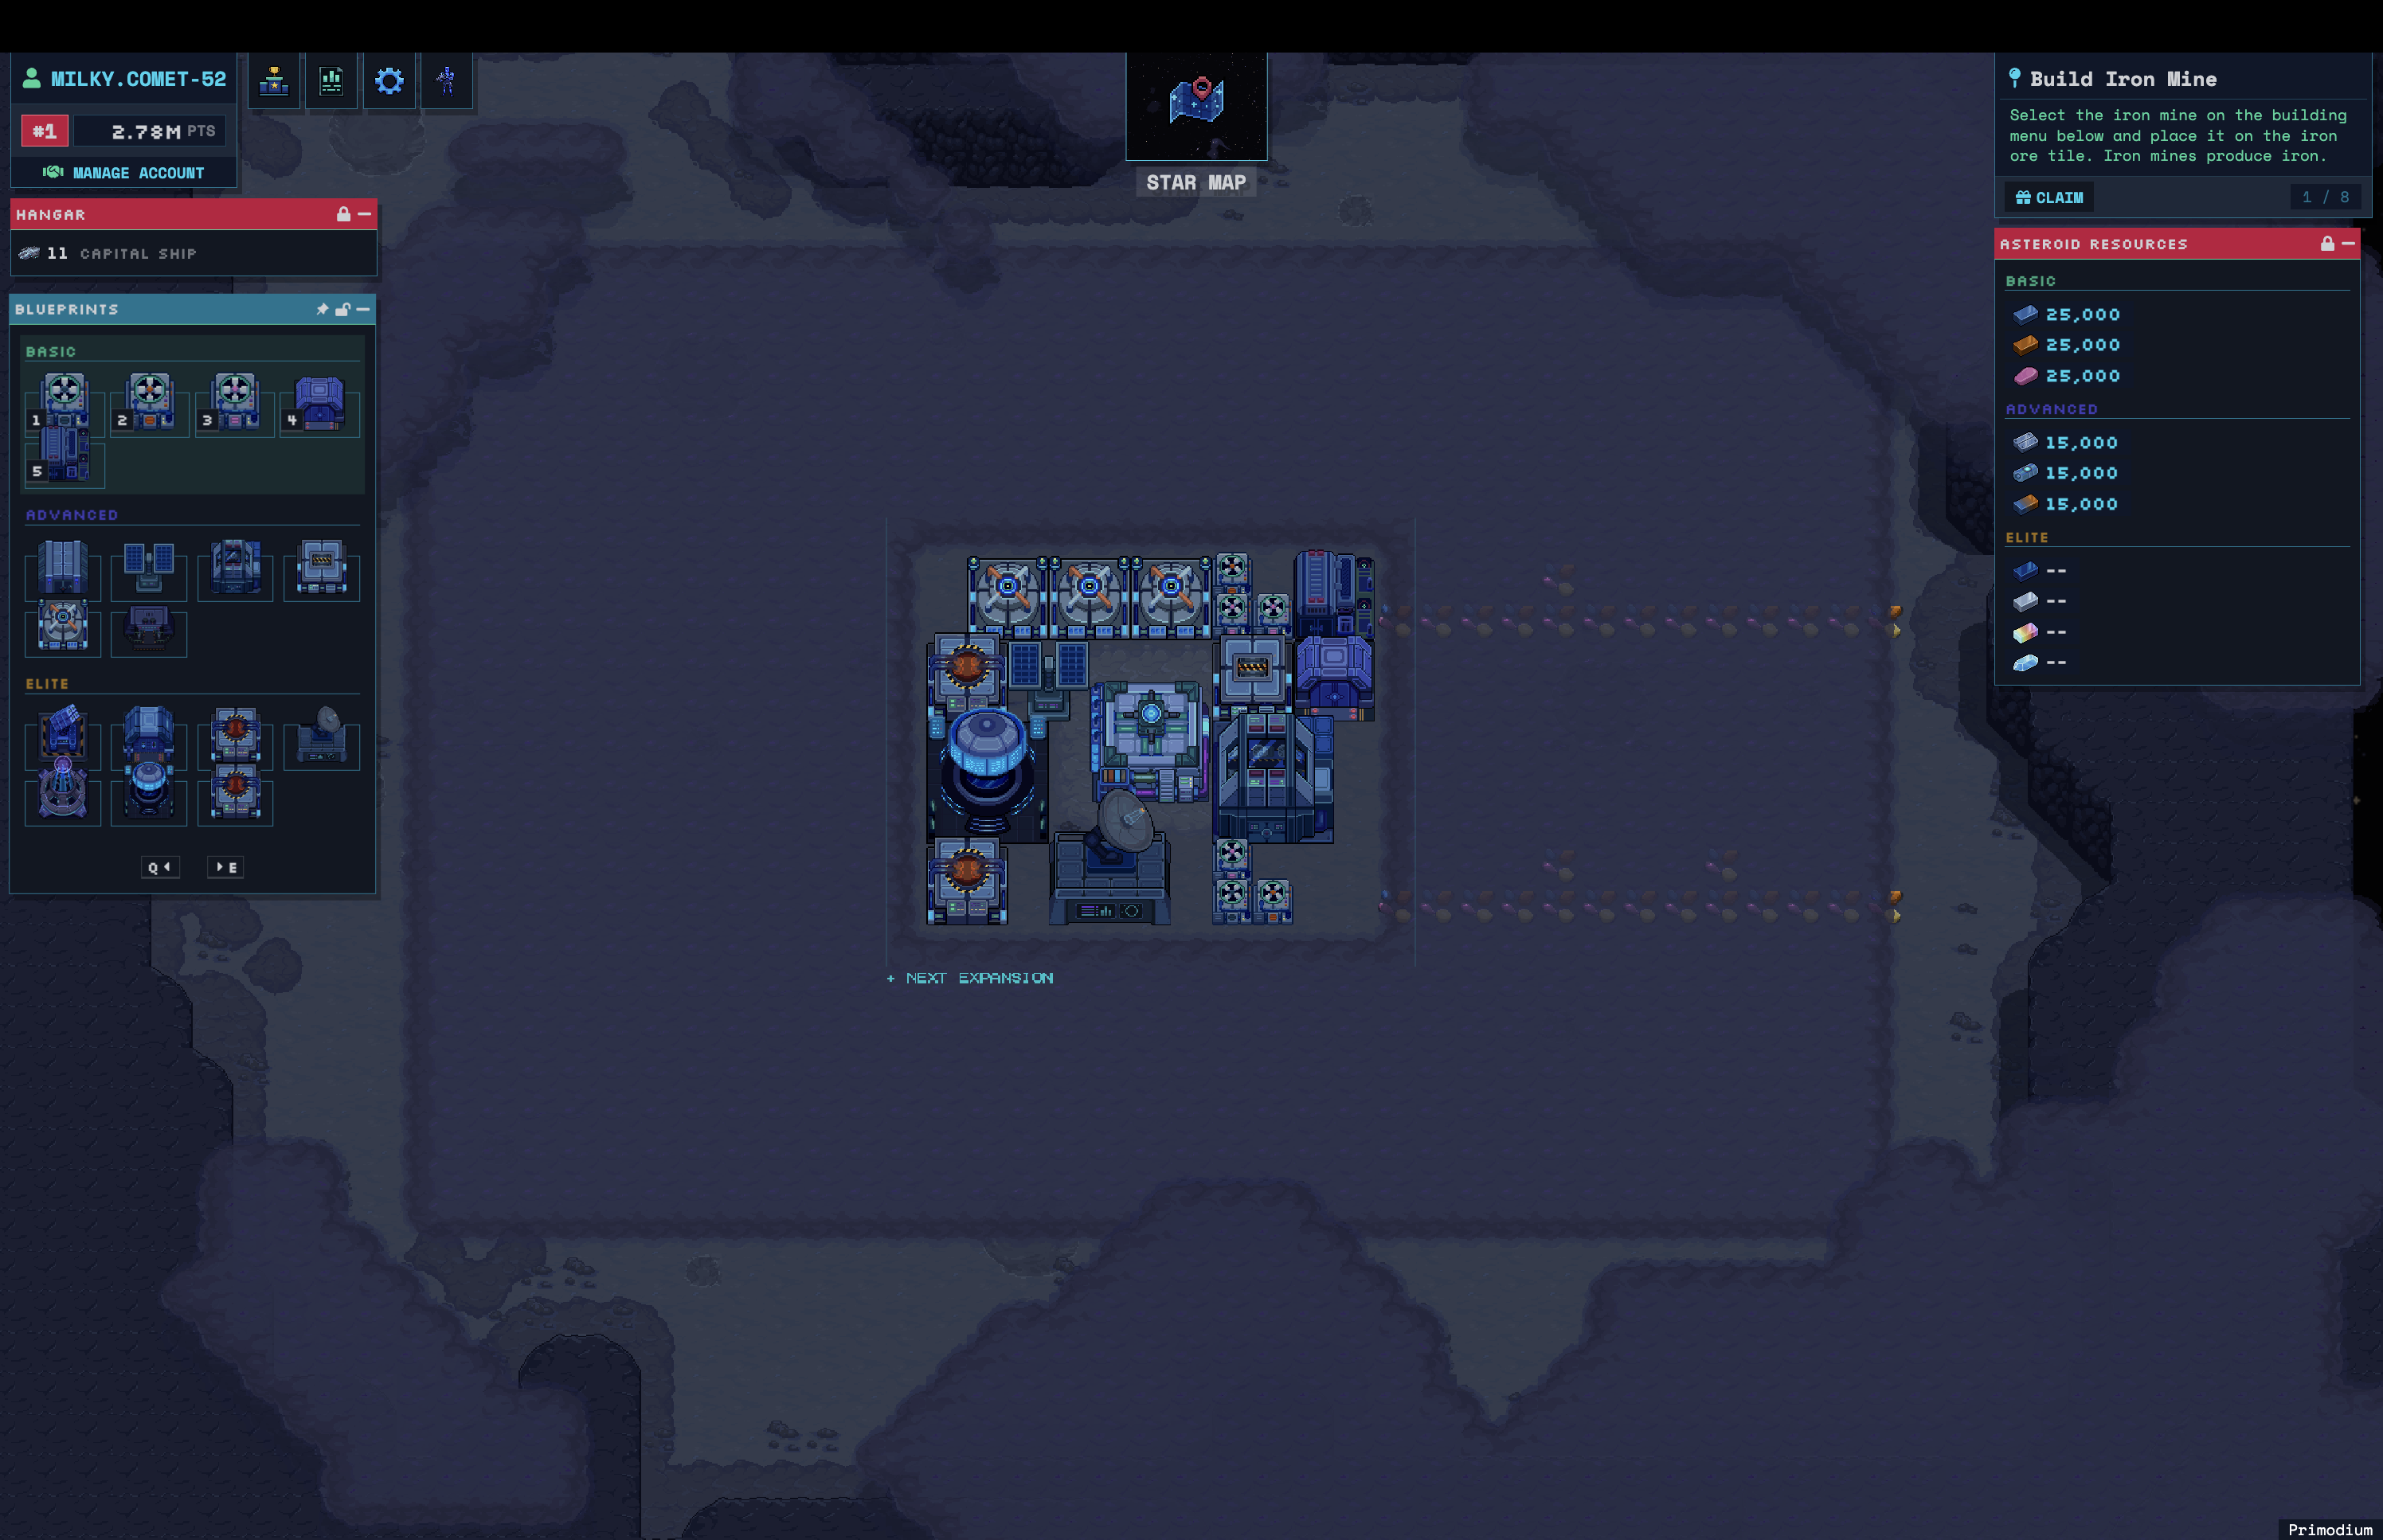 MILKY.COMET-52
#1 2.78M PTS
MANAGE ACCOUNT
HANGAR
11 CAPITAL SHIP
BLUEPRINTS
BASIC
1 2 3 4
5
ADVANCED
ELITE
Q E
STAR MAP
+ NEXT EXPANSION
Build Iron Mine
Select the iron mine on the building
menu below and place it on the iron
ore tile. Iron mines produce iron.
CLAIM 1 / 8
ASTEROID RESOURCES
BASIC
25,000
25,000
25,000
ADVANCED
15,000
15,000
15,000
ELITE
--
--
--
--
Primodium